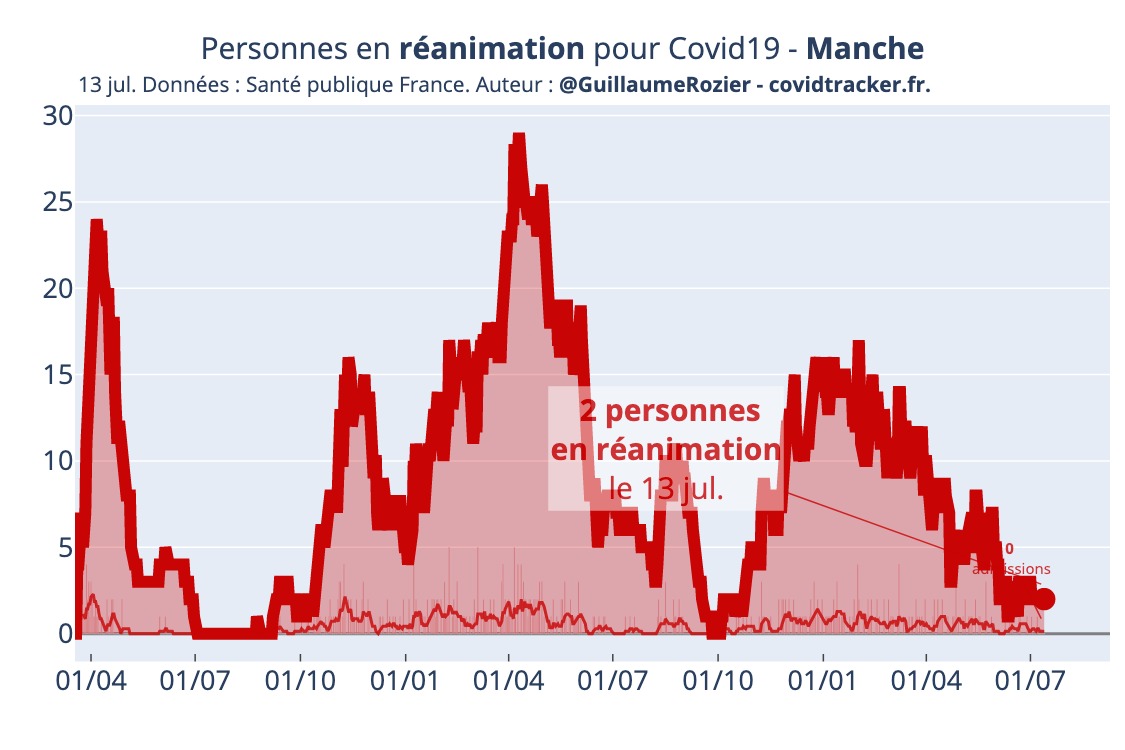 Personnes en réanimation pour Covid19 - Manche
13 jul. Données : Santé publique France. Auteur : @GuillaumeRozier - covidtracker.fr.
30
25
20
15
10
5
0
2 personnes
en réanimation
le 13 jul.
0
admissions
01/04 01/07 01/10 01/01 01/04 01/07 01/10 01/01 01/04 01/07